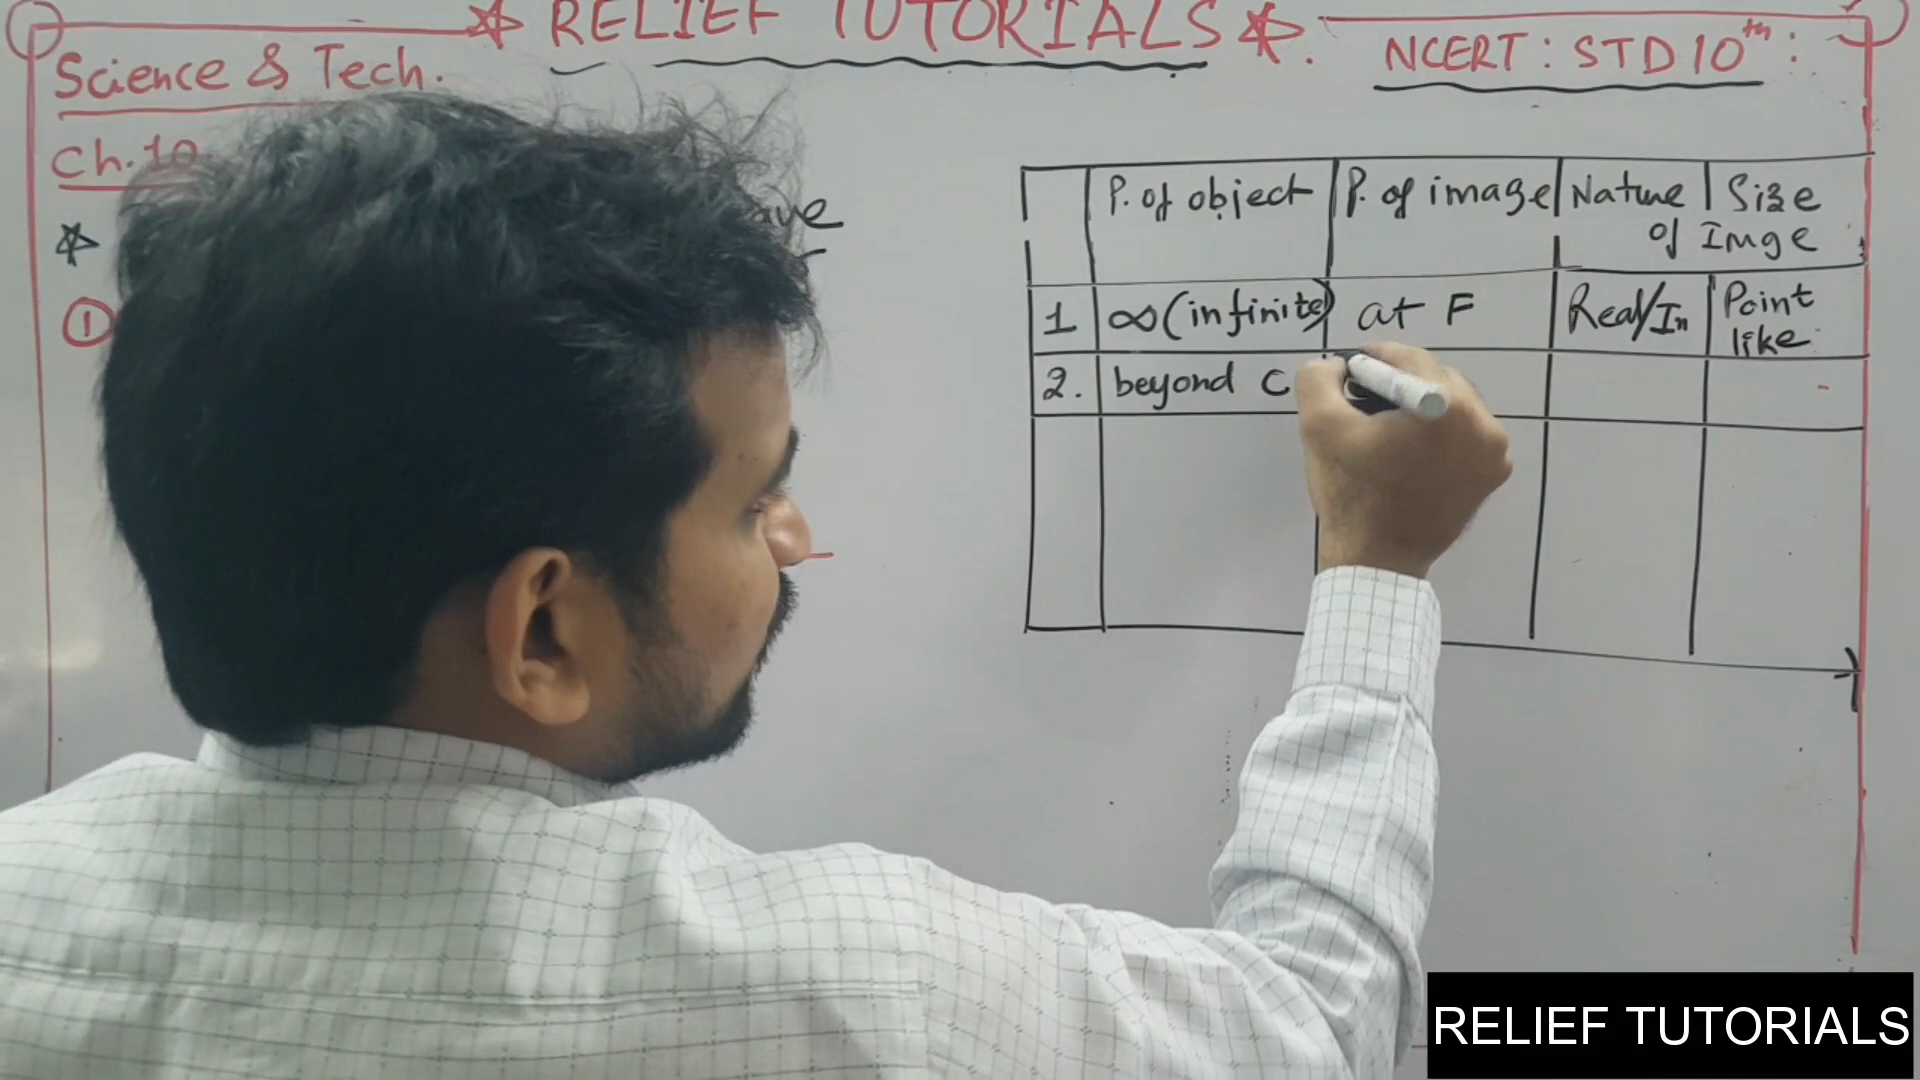 RELIEF TUTORIALS
NCERT : STD 10th :
Science & Tech.
Ch.10.
①
P. of object P. of image Nature Size
of Imge
1 ∞(infinite) at F Real/In Point
like
2. beyond C
RELIEF TUTORIALS